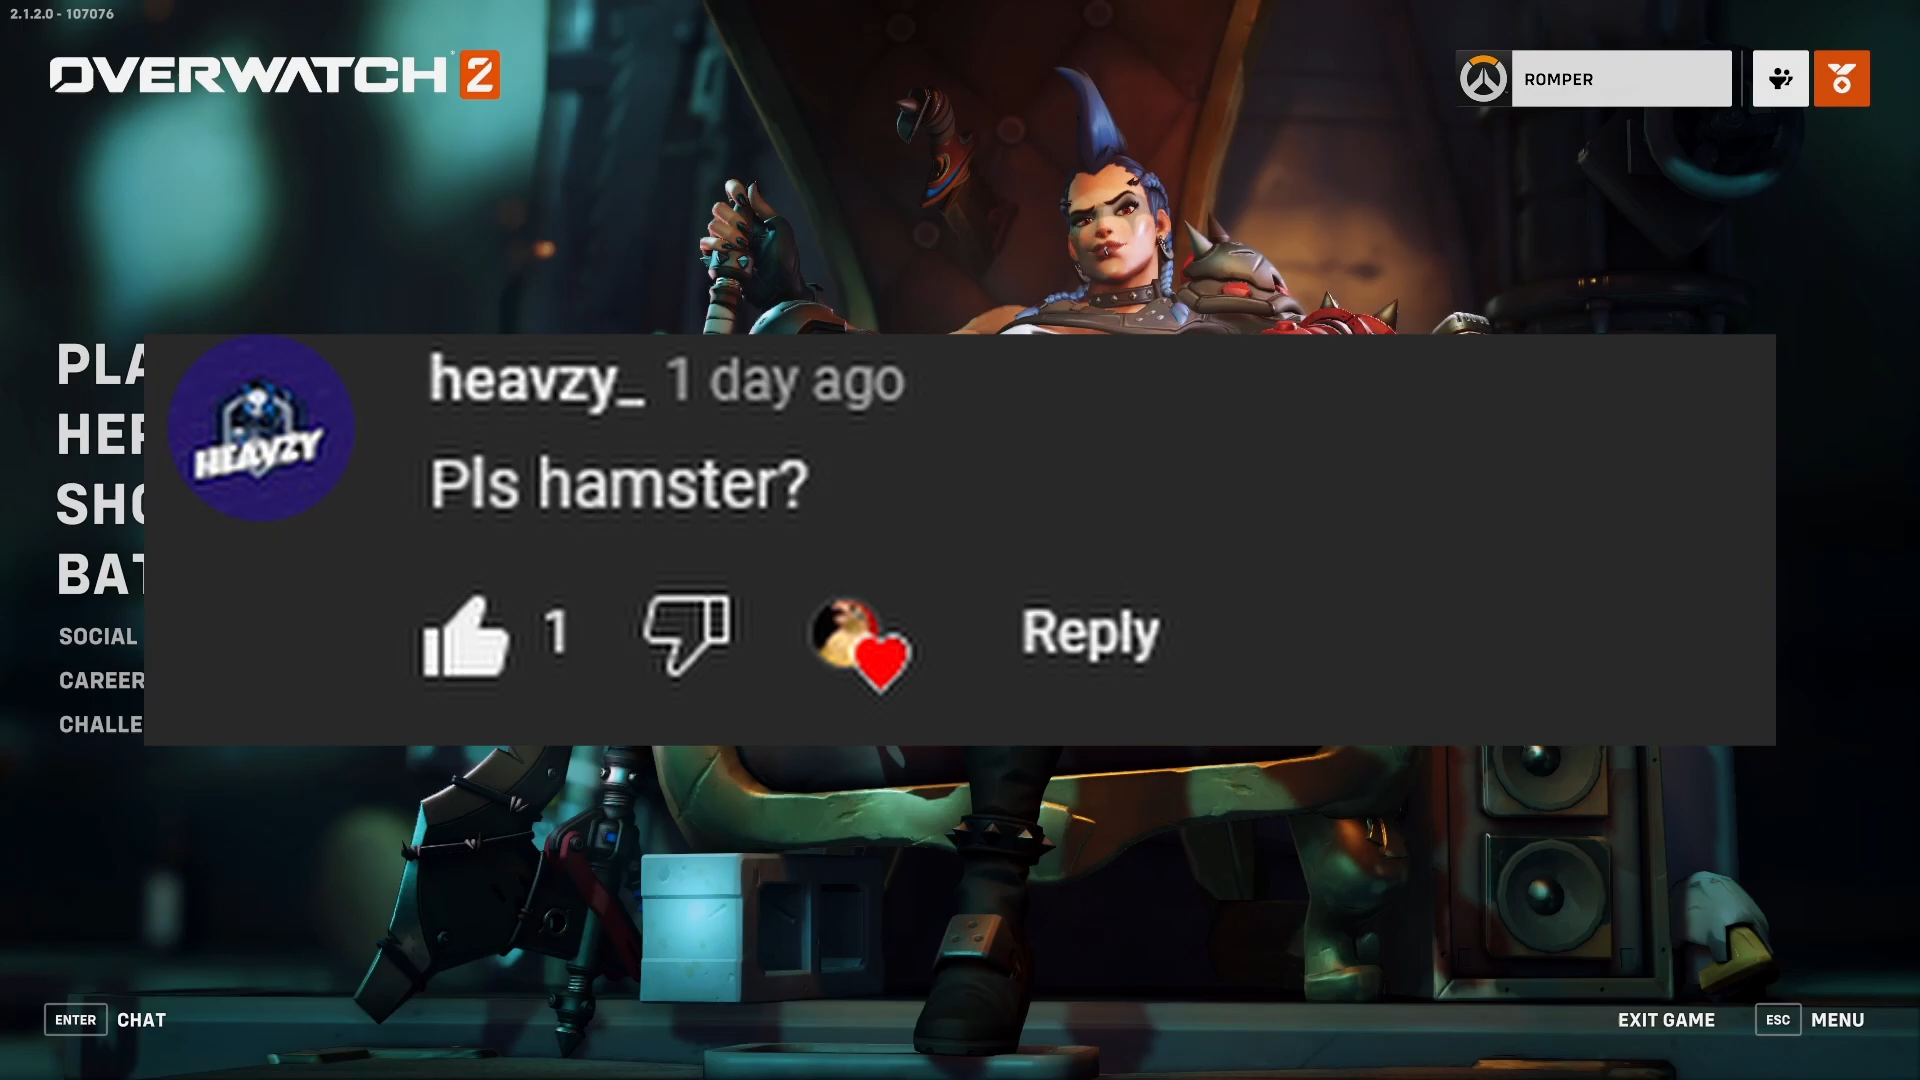 2.1.2.0 - 107076
OVERWATCH 2
ROMPER
PLA
HER
SHO
BAT
SOCIAL
CAREER
CHALLE
heavzy_ 1 day ago
HEAVZY
Pls hamster?
1
Reply
ENTER CHAT
EXIT GAME
ESC MENU